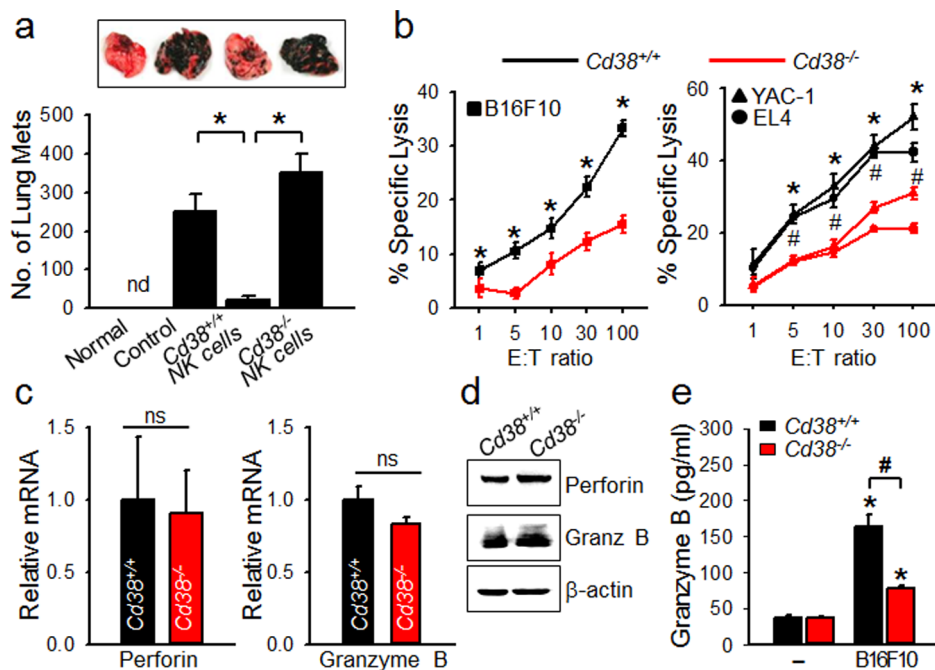 a
No. of Lung Mets
500
400
300
200
100
0
nd
*
*
Normal
Control
Cd38+/+
NK cells
Cd38-/-
NK cells
b
Cd38+/+
Cd38-/-
% Specific Lysis
40
30
20
10
0
B16F10
*
*
*
*
*
1 5 10 30 100
E:T ratio
% Specific Lysis
60
40
20
0
YAC-1
EL4
*
*
*
*
#
#
#
#
1 5 10 30 100
E:T ratio
c
Relative mRNA
1.5
1.0
0.5
0.0
ns
Cd38+/+
Cd38-/-
Perforin
Relative mRNA
1.5
1.0
0.5
0.0
ns
Cd38+/+
Cd38-/-
Granzyme B
d
Cd38+/+
Cd38-/-
Perforin
Granz B
β-actin
e
Granzyme B (pg/ml)
350
300
250
200
150
100
50
0
Cd38+/+
Cd38-/-
#
*
*
–
B16F10